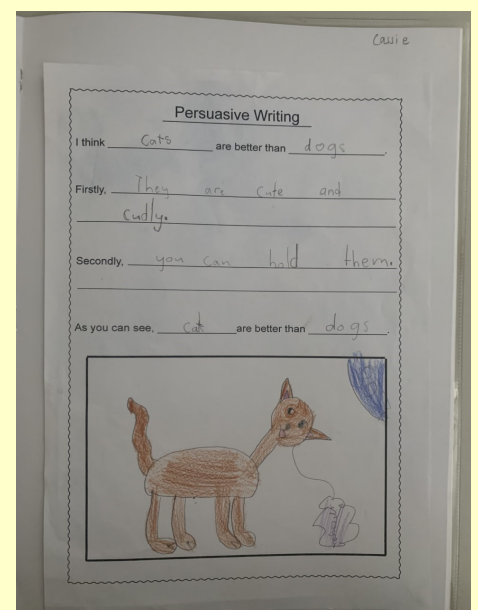 Cassie
Persuasive Writing
I think cats are better than dogs.
Firstly, They are cute and
cudly.
Secondly, you can hold them.
As you can see, cat are better than dogs.